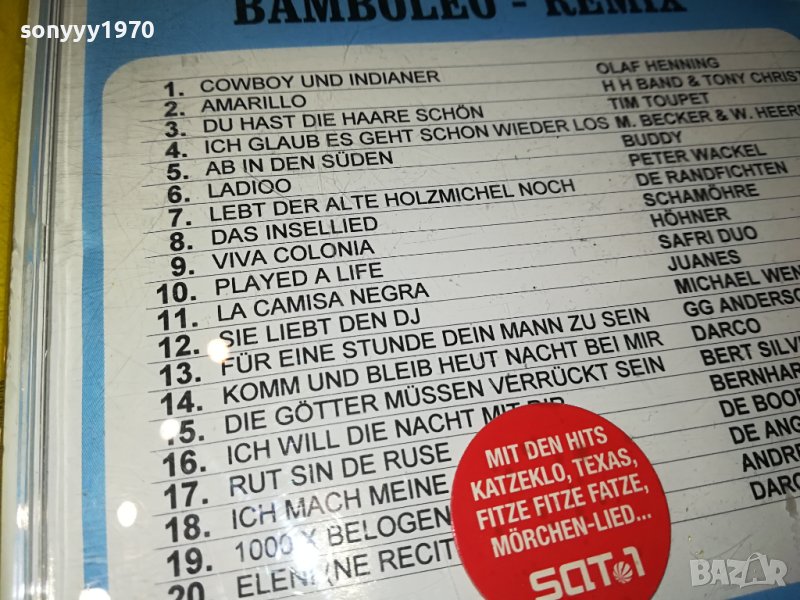 sonyyy1970
BAMBOLEO - REMIX
1. COWBOY UND INDIANER OLAF HENNING
2. AMARILLO H H BAND & TONY CHRIST
3. DU HAST DIE HAARE SCHÖN TIM TOUPET
4. ICH GLAUB ES GEHT SCHON WIEDER LOS M. BECKER & W. HEER
5. AB IN DEN SÜDEN BUDDY
6. LADIOO PETER WACKEL
7. LEBT DER ALTE HOLZMICHEL NOCH DE RANDFICHTEN
8. DAS INSELLIED SCHAMÖHRE
9. VIVA COLONIA HÖHNER
10. PLAYED A LIFE SAFRI DUO
11. LA CAMISA NEGRA JUANES
12. SIE LIEBT DEN DJ MICHAEL WEN
13. FÜR EINE STUNDE DEIN MANN ZU SEIN GG ANDERSO
14. KOMM UND BLEIB HEUT NACHT BEI MIR DARCO
15. DIE GÖTTER MÜSSEN VERRÜCKT SEIN BERT SILVE
16. ICH WILL DIE NACHT MIT DIR BERNHAR
17. RUT SIN DE RUSE DE BOOR
18. ICH MACH MEINE DE ANG
19. 1000 X BELOGEN ANDRE
20 RECIT DARC
MIT DEN HITS
KATZEKLO, TEXAS,
FITZE FITZE FATZE,
MÖRCHEN-LIED...
SAT.1
BAZAR